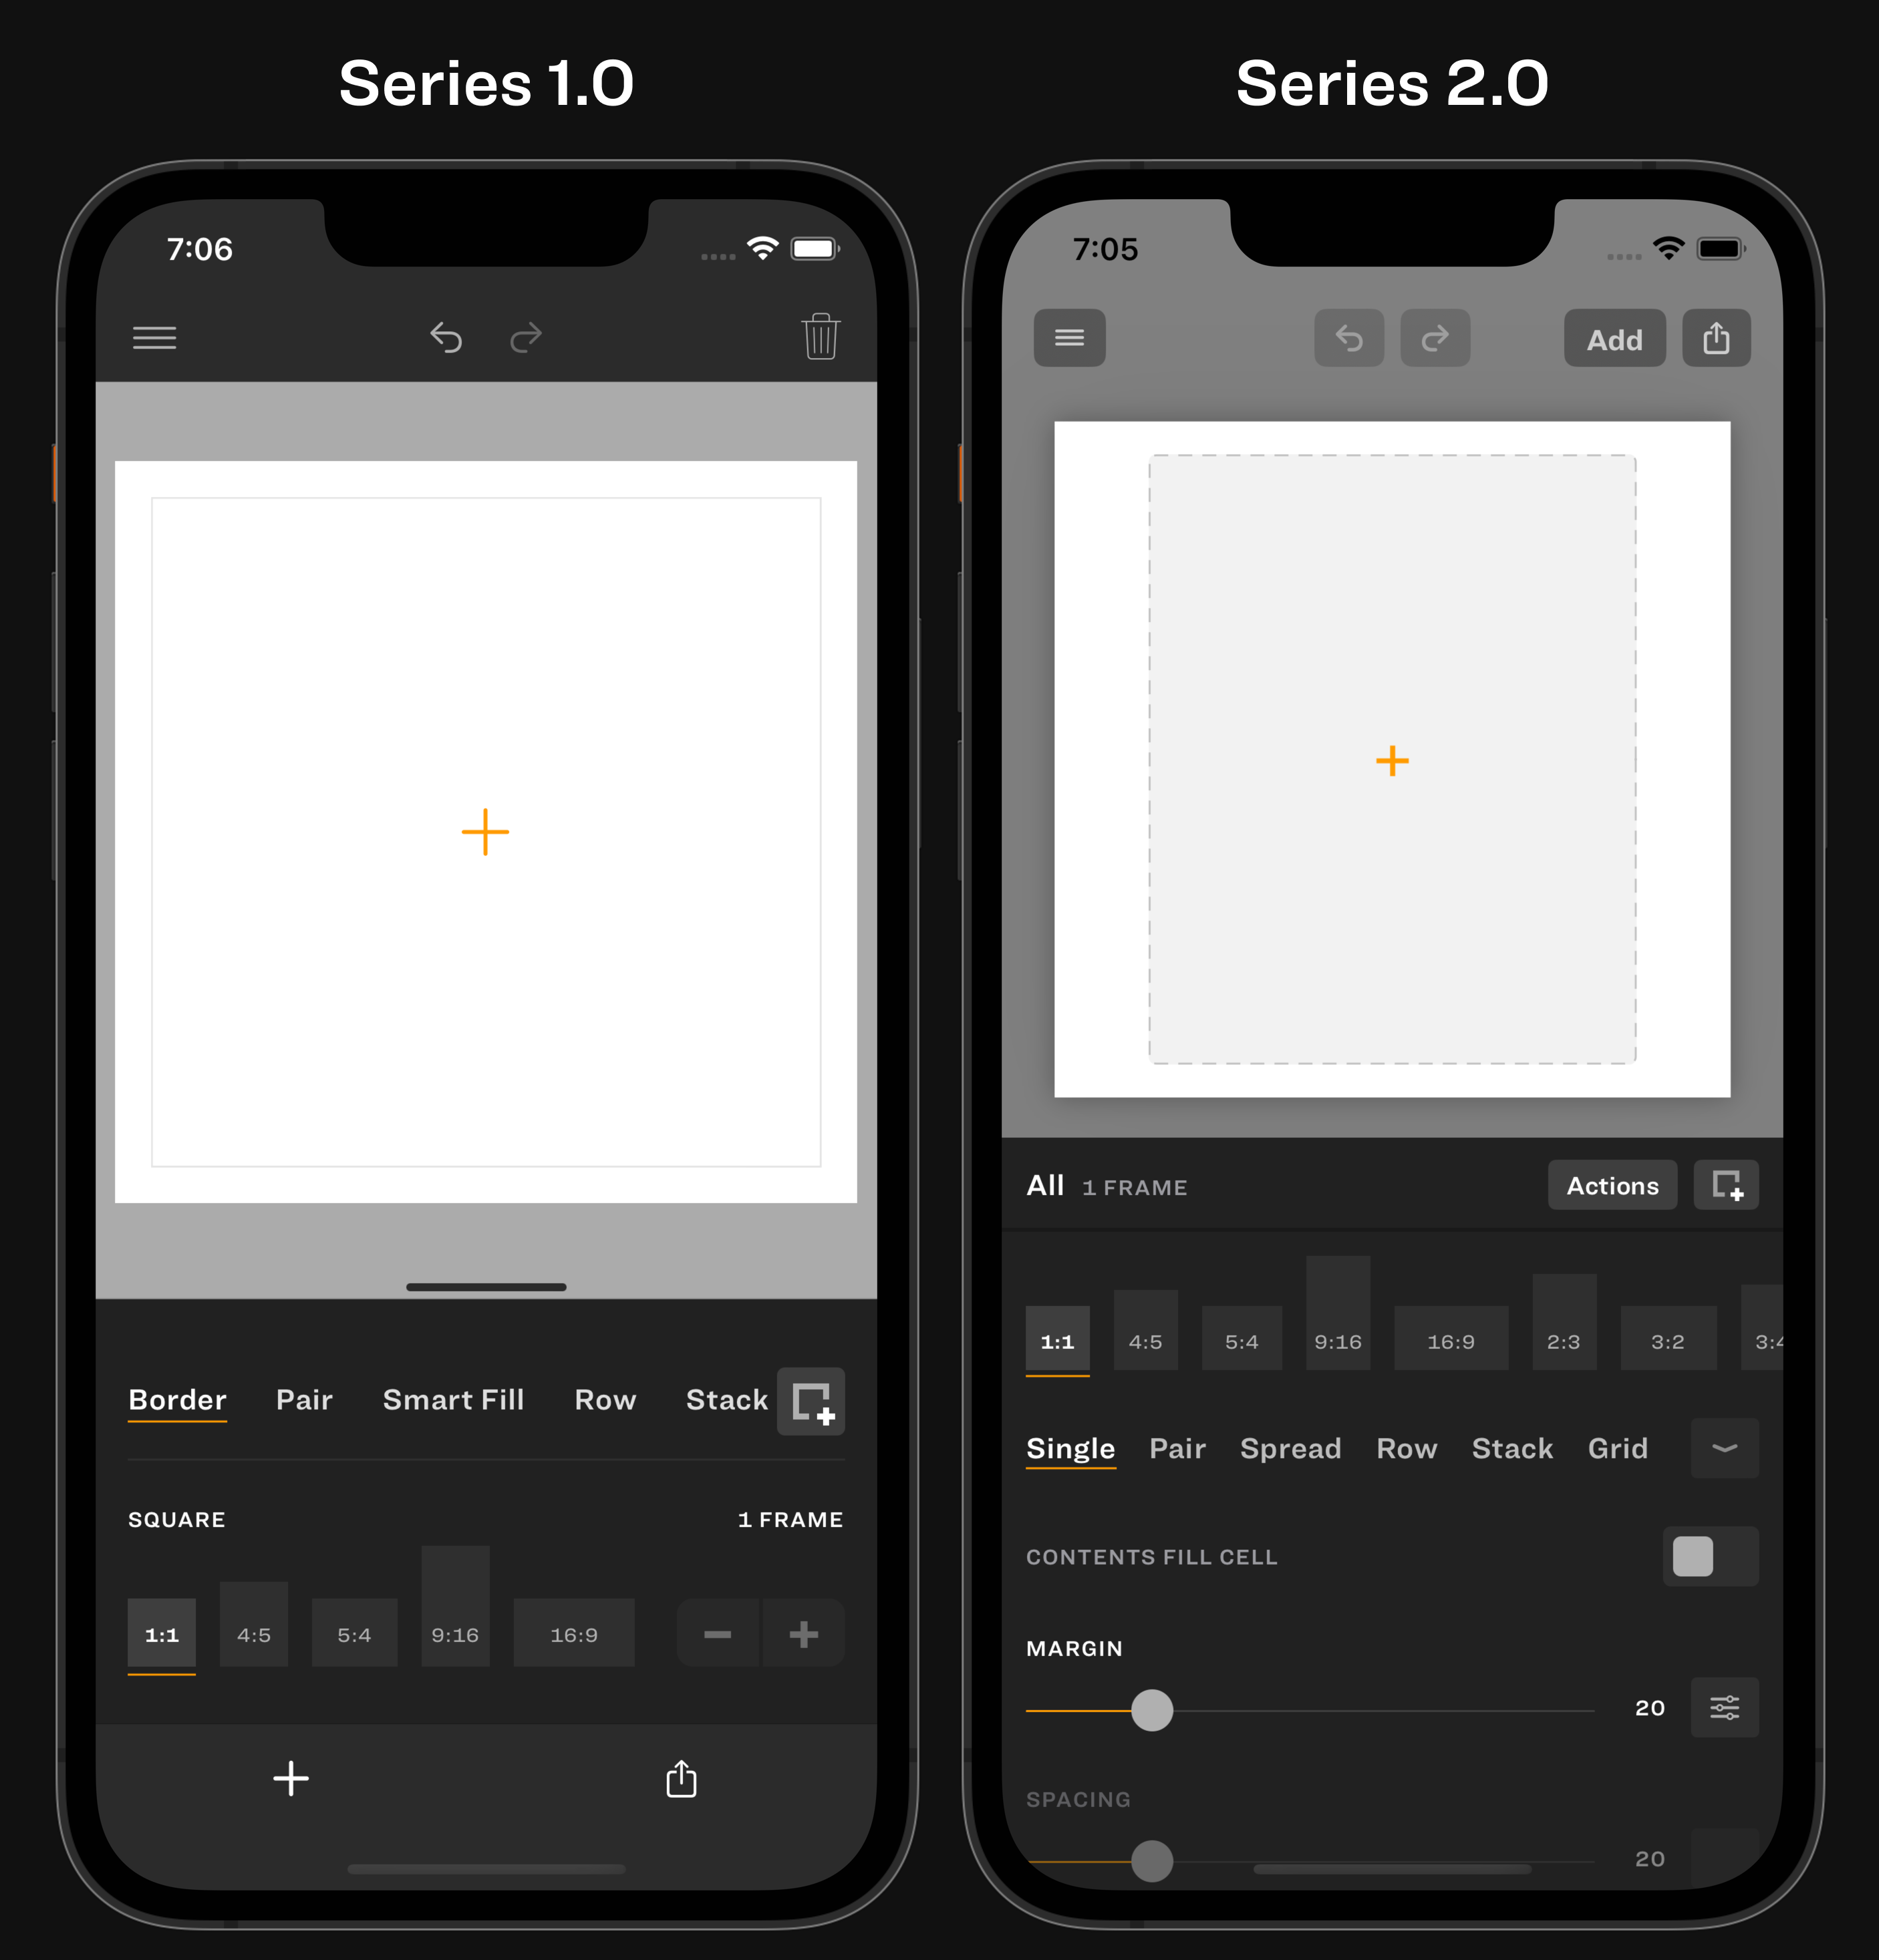 Series 1.0
7:06
Border Pair Smart Fill Row Stack
SQUARE 1 FRAME
1:1 4:5 5:4 9:16 16:9
Series 2.0
7:05
Add
All 1 FRAME Actions
1:1 4:5 5:4 9:16 16:9 2:3 3:2 3:4
Single Pair Spread Row Stack Grid
CONTENTS FILL CELL
MARGIN
20
SPACING
20